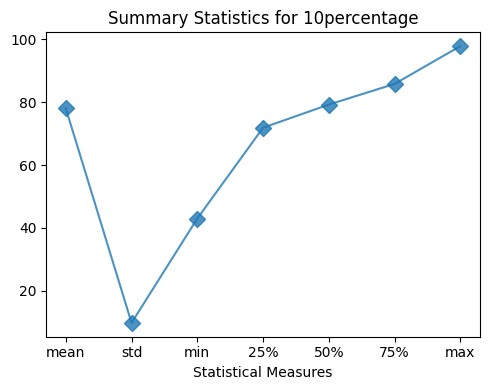 Summary Statistics for 10percentage
100
80
60
40
20
mean std min 25% 50% 75% max
Statistical Measures